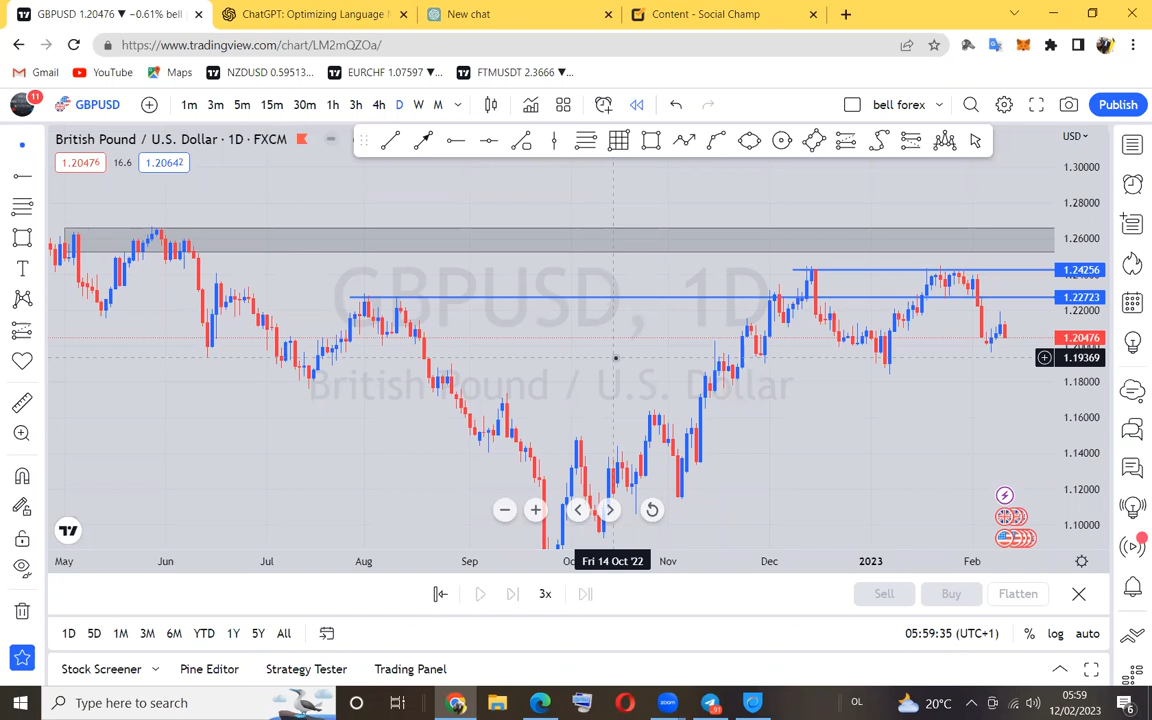 GBPUSD 1.20476 ▼ −0.61% bell
ChatGPT: Optimizing Language
New chat
Content - Social Champ
https://www.tradingview.com/chart/LM2mQZOa/
Gmail
YouTube
Maps
NZDUSD 0.59513...
EURCHF 1.07597 ▼...
FTMUSDT 2.3666 ▼...
11
GBPUSD
1m
3m
5m
15m
30m
1h
3h
4h
D
W
M
bell forex
Publish
British Pound / U.S. Dollar · 1D · FXCM
USD
1.20476
16.6
1.20642
1.30000
1.28000
1.26000
1.24256
1.22723
1.22000
1.20476
1.19369
1.18000
1.16000
1.14000
1.12000
1.10000
GBPUSD, 1D
British Pound / U.S. Dollar
May
Jun
Jul
Aug
Sep
Fri 14 Oct '22
Nov
Dec
2023
Feb
3x
Sell
Buy
Flatten
1D
5D
1M
3M
6M
YTD
1Y
5Y
All
05:59:35 (UTC+1)
%
log
auto
Stock Screener
Pine Editor
Strategy Tester
Trading Panel
Type here to search
zoom
91
OL
20°C
05:59
12/02/2023
6